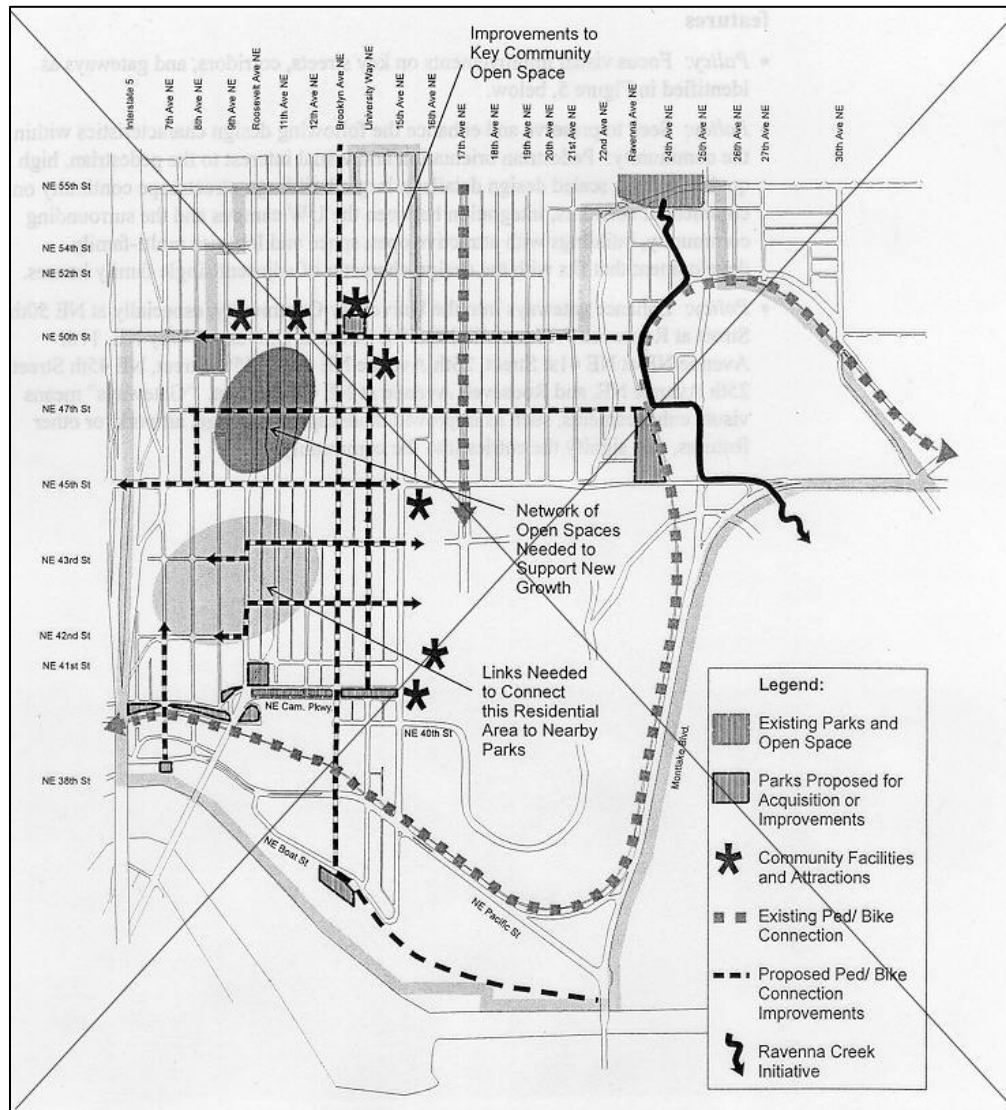 features
• Policy: Focus visual improvements on key streets, corridors, and gateways as
identified in Figure 5, below.
Improvements to
Key Community
Open Space
Interstate 5
7th Ave NE
8th Ave NE
9th Ave NE
Roosevelt Ave NE
11th Ave NE
12th Ave NE
Brooklyn Ave NE
University Way NE
15th Ave NE
16th Ave NE
17th Ave NE
18th Ave NE
19th Ave NE
20th Ave NE
21st Ave NE
22nd Ave NE
Ravenna Ave NE
24th Ave NE
25th Ave NE
26th Ave NE
27th Ave NE
30th Ave NE
NE 55th St
NE 54th St
NE 52th St
NE 50th St
NE 47th St
NE 45th St
NE 43rd St
NE 42nd St
NE 41st St
NE Cam. Pkwy
NE 40th St
NE 38th St
NE Boat St
NE Pacific St
Montlake Blvd.
Network of
Open Spaces
Needed to
Support New
Growth
Links Needed
to Connect
this Residential
Area to Nearby
Parks
Legend:
Existing Parks and
Open Space
Parks Proposed for
Acquisition or
Improvements
Community Facilities
and Attractions
Existing Ped/ Bike
Connection
Proposed Ped/ Bike
Connection
Improvements
Ravenna Creek
Initiative